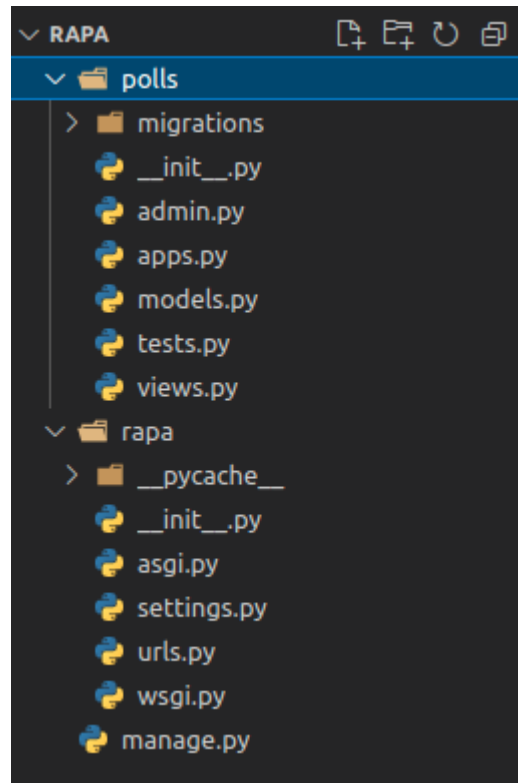 RAPA
polls
migrations
__init__.py
admin.py
apps.py
models.py
tests.py
views.py
rapa
__pycache__
__init__.py
asgi.py
settings.py
urls.py
wsgi.py
manage.py